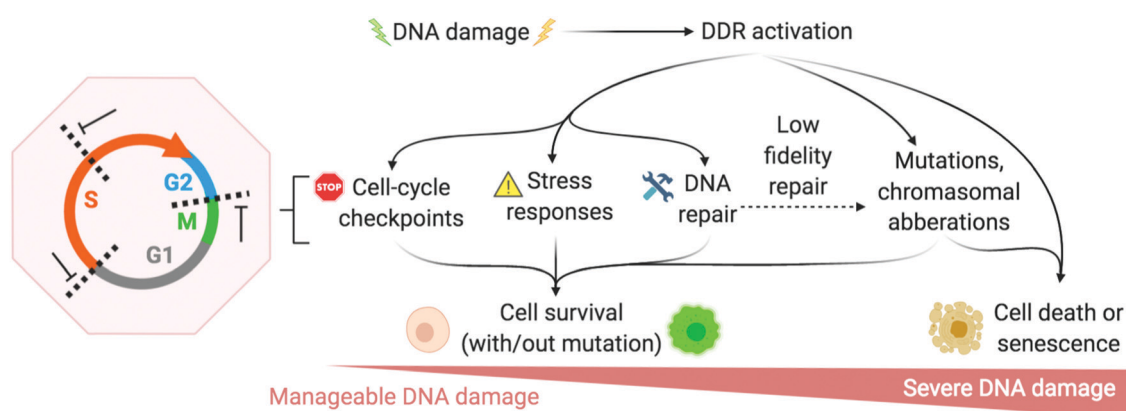 DNA damage
DDR activation
S
G2
M
G1
STOP
Cell-cycle
checkpoints
!
Stress
responses
DNA
repair
Low
fidelity
repair
Mutations,
chromasomal
abberations
Cell survival
(with/out mutation)
Cell death or
senescence
Manageable DNA damage
Severe DNA damage